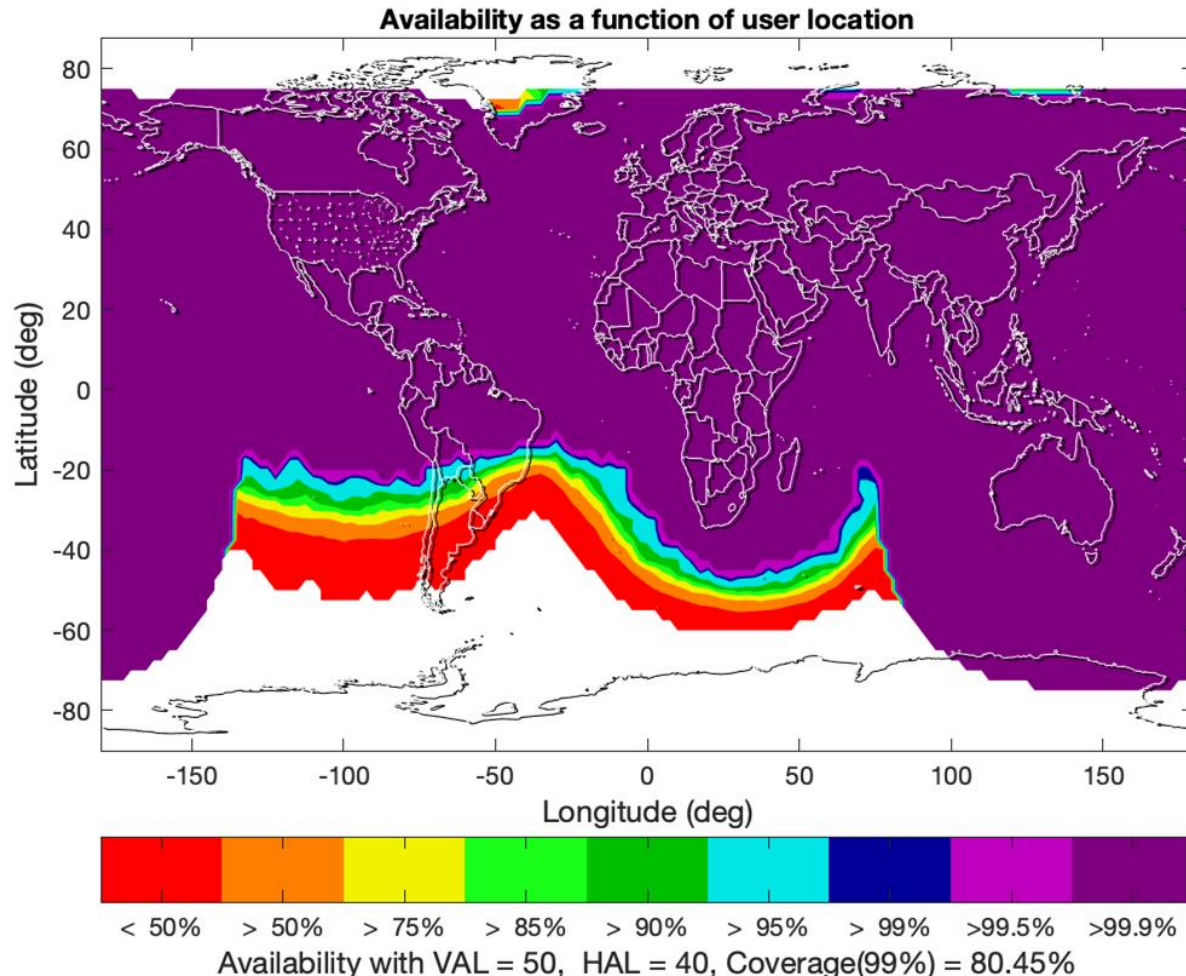 Availability as a function of user location
80
60
40
20
0
-20
-40
-60
-80
Latitude (deg)
-150 -100 -50 0 50 100 150
Longitude (deg)
< 50% > 50% > 75% > 85% > 90% > 95% > 99% >99.5% >99.9%
Availability with VAL = 50, HAL = 40, Coverage(99%) = 80.45%